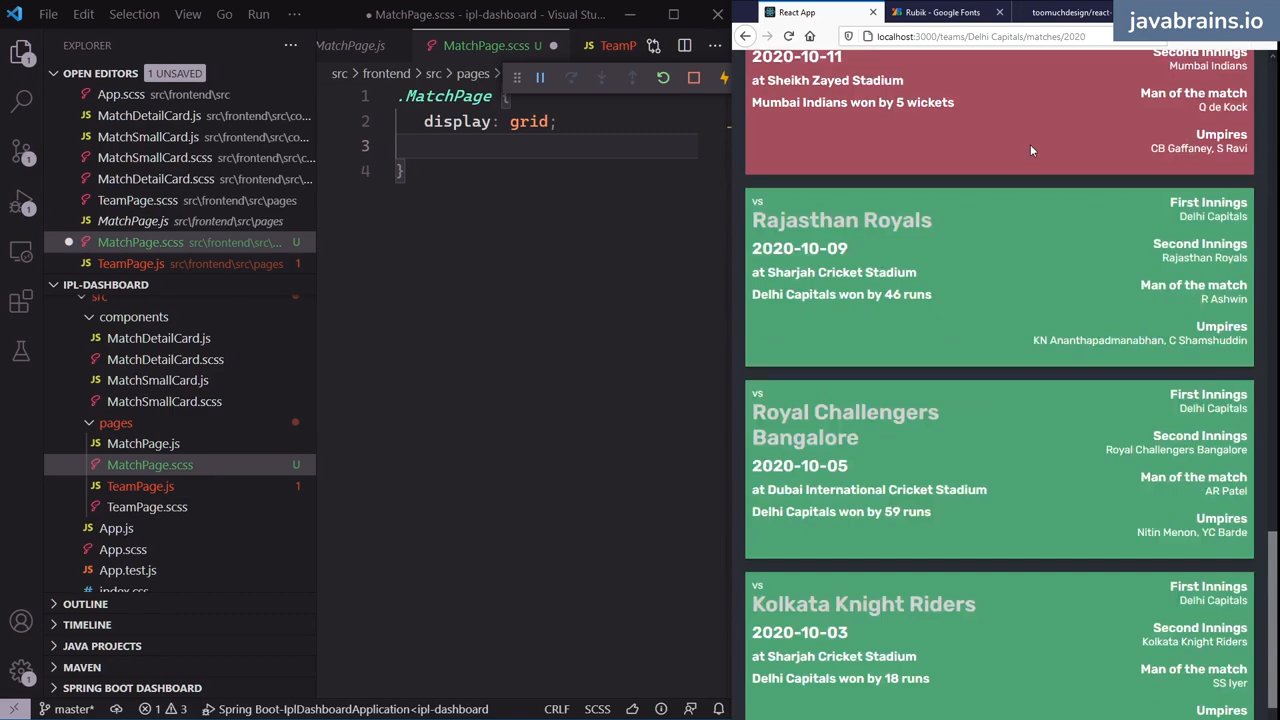 MatchPage.scss - ipl-dashboard - Visual Stu...
EXPLORER
OPEN EDITORS 1 UNSAVED
App.scss src\frontend\src
MatchSmallCard.js src\frontend\src\co...
MatchSmallCard.scss src\frontend\src\...
MatchDetailCard.scss src\frontend\src\...
TeamPage.scss src\frontend\src\pages
MatchPage.js src\frontend\src\pages
MatchPage.scss src\frontend\src\... U
TeamPage.js src\frontend\src\pages 1
IPL-DASHBOARD
src
components
MatchDetailCard.js
MatchDetailCard.scss
MatchSmallCard.js
MatchSmallCard.scss
pages
MatchPage.js
MatchPage.scss U
TeamPage.js 1
TeamPage.scss
App.js
App.scss
App.test.js
index.css
OUTLINE
TIMELINE
JAVA PROJECTS
MAVEN
SPRING BOOT DASHBOARD
MatchPage.js
MatchPage.scss U
TeamP
src > frontend > src > pages >
1 .MatchPage {
2 display: grid;
3
4 }
master*
1 3
Spring Boot-IplDashboardApplication<ipl-dashboard
CRLF
SCSS
React App
Rubik - Google Fonts
toomuchdesign/react-
javabrains.io
localhost:3000/teams/Delhi Capitals/matches/2020
2020-10-11
at Sheikh Zayed Stadium
Mumbai Indians won by 5 wickets
Second Innings
Mumbai Indians
Man of the match
Q de Kock
Umpires
CB Gaffaney, S Ravi
vs
Rajasthan Royals
2020-10-09
at Sharjah Cricket Stadium
Delhi Capitals won by 46 runs
First Innings
Delhi Capitals
Second Innings
Rajasthan Royals
Man of the match
R Ashwin
Umpires
KN Ananthapadmanabhan, C Shamshuddin
vs
Royal Challengers
Bangalore
2020-10-05
at Dubai International Cricket Stadium
Delhi Capitals won by 59 runs
First Innings
Delhi Capitals
Second Innings
Royal Challengers Bangalore
Man of the match
AR Patel
Umpires
Nitin Menon, YC Barde
vs
Kolkata Knight Riders
2020-10-03
at Sharjah Cricket Stadium
Delhi Capitals won by 18 runs
First Innings
Delhi Capitals
Second Innings
Kolkata Knight Riders
Man of the match
SS Iyer
Umpires